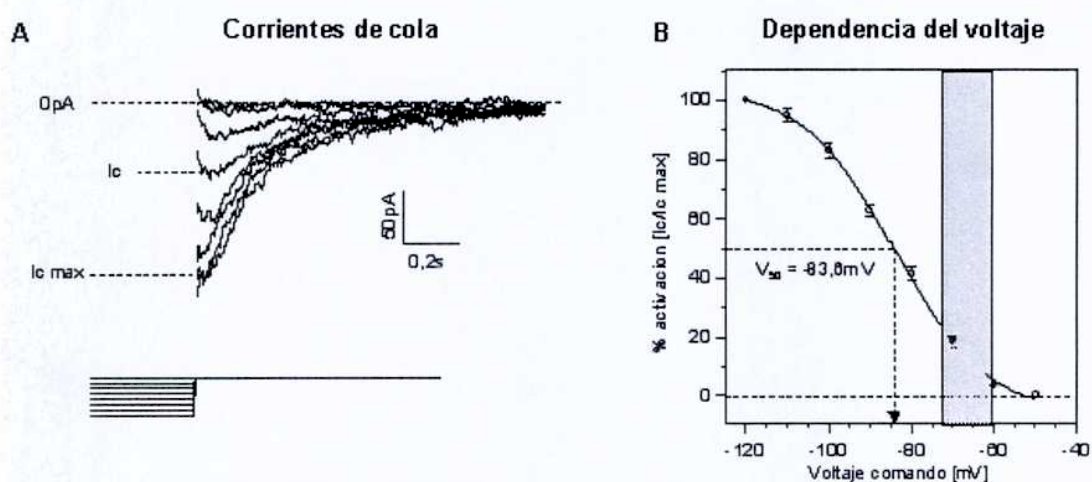 A
Corrientes de cola
0pA
Ic
50pA
0,2s
Ic max
B
Dependencia del voltaje
% activacion [Ic/Ic max]
100
80
60
40
20
0
V50 = -83,8mV
-120
-100
-80
-60
-40
Voltaje comando [mV]